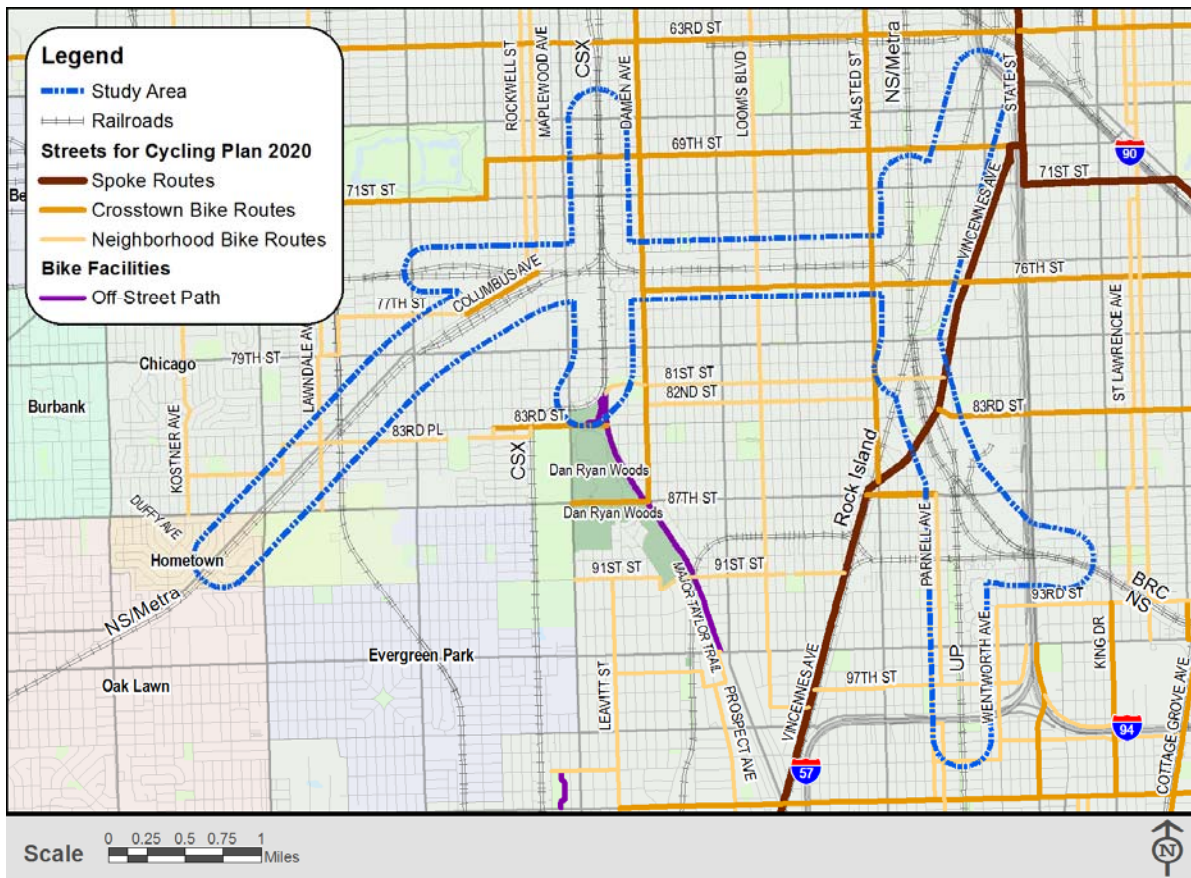 Legend
Study Area
Railroads
Streets for Cycling Plan 2020
Spoke Routes
Crosstown Bike Routes
Neighborhood Bike Routes
Bike Facilities
Off-Street Path
63RD ST
ROCKWELL ST
MAPLEWOOD AVE
CSX
DAMEN AVE
LOOMIS BLVD
HALSTED ST
NS/Metra
STATE ST
90
69TH ST
71ST ST
71ST ST
Be
VINCENNES AVE
COLUMBUS AVE
76TH ST
77TH ST
LAWNDALE AVE
ST LAWRENCE AVE
Chicago
79TH ST
81ST ST
82ND ST
Burbank
KOSTNER AVE
83RD ST
83RD ST
83RD PL
CSX
Dan Ryan Woods
Rock Island
87TH ST
Dan Ryan Woods
DUFFY AVE
Hometown
PARNELL AVE
91ST ST
91ST ST
MAJOR TAYLOR TRAIL
BRC
NS
93RD ST
NS/Metra
Evergreen Park
Oak Lawn
LEAVITT ST
PROSPECT AVE
VINCENNES AVE
97TH ST
UP
WENTWORTH AVE
KING DR
COTTAGE GROVE AVE
94
57
Scale
0 0.25 0.5 0.75 1
Miles
N